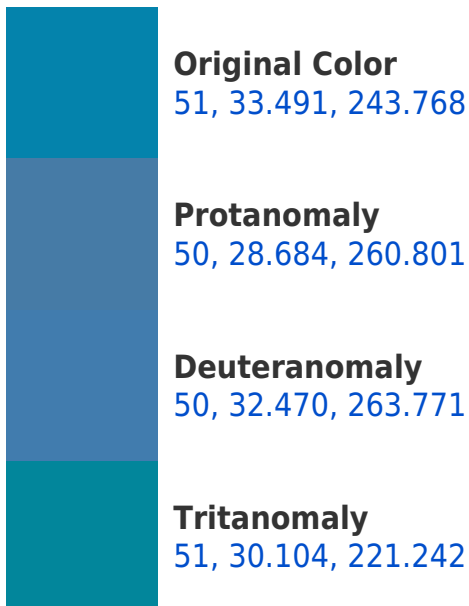 Original Color
51, 33.491, 243.768
Protanomaly
50, 28.684, 260.801
Deuteranomaly
50, 32.470, 263.771
Tritanomaly
51, 30.104, 221.242